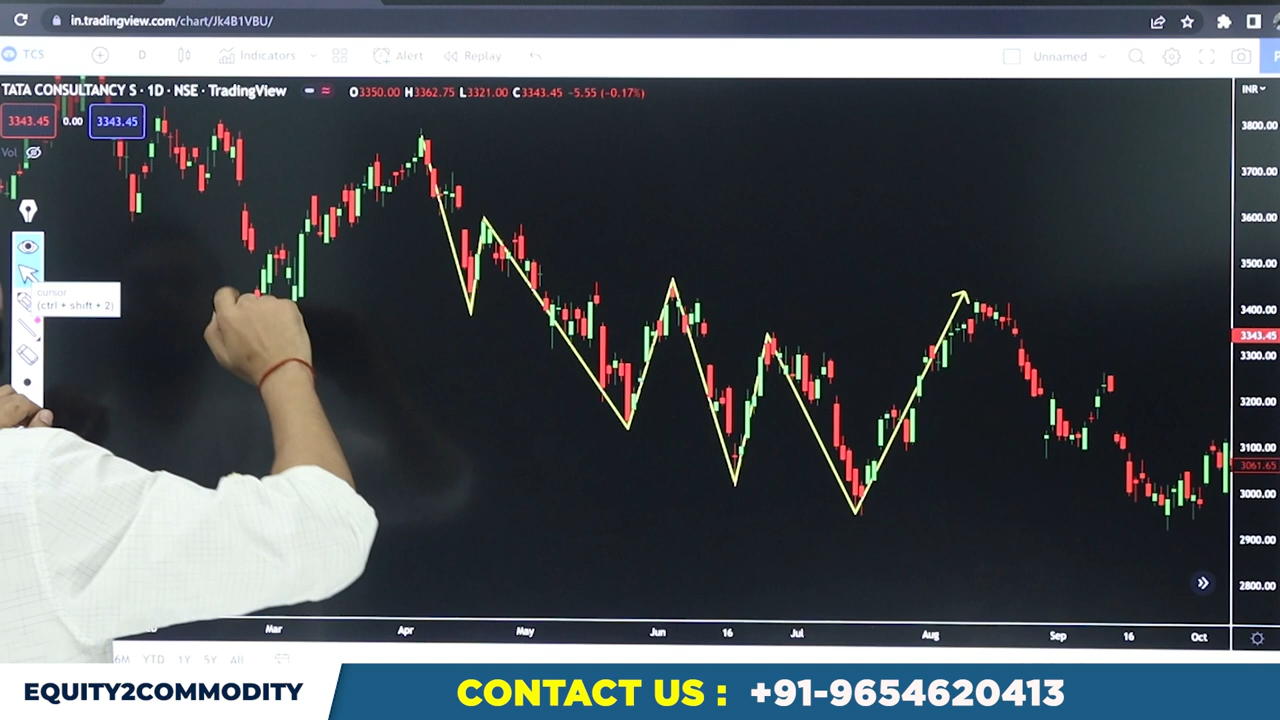 in.tradingview.com/chart/Jk4B1VBU/
TCS D Indicators Alert Replay Unnamed
TATA CONSULTANCY S · 1D · NSE · TradingView O3350.00 H3362.75 L3321.00 C3343.45 -5.55 (-0.17%) INR
3343.45 0.00 3343.45
Vol
cursor
(ctrl + shift + 2)
3800.00
3700.00
3600.00
3500.00
3400.00
3343.45
3300.00
3200.00
3100.00
3061.65
3000.00
2900.00
2800.00
Mar Apr May Jun 16 Jul Aug Sep 16 Oct
6M YTD 1Y 5Y All
EQUITY2COMMODITY CONTACT US : +91-9654620413